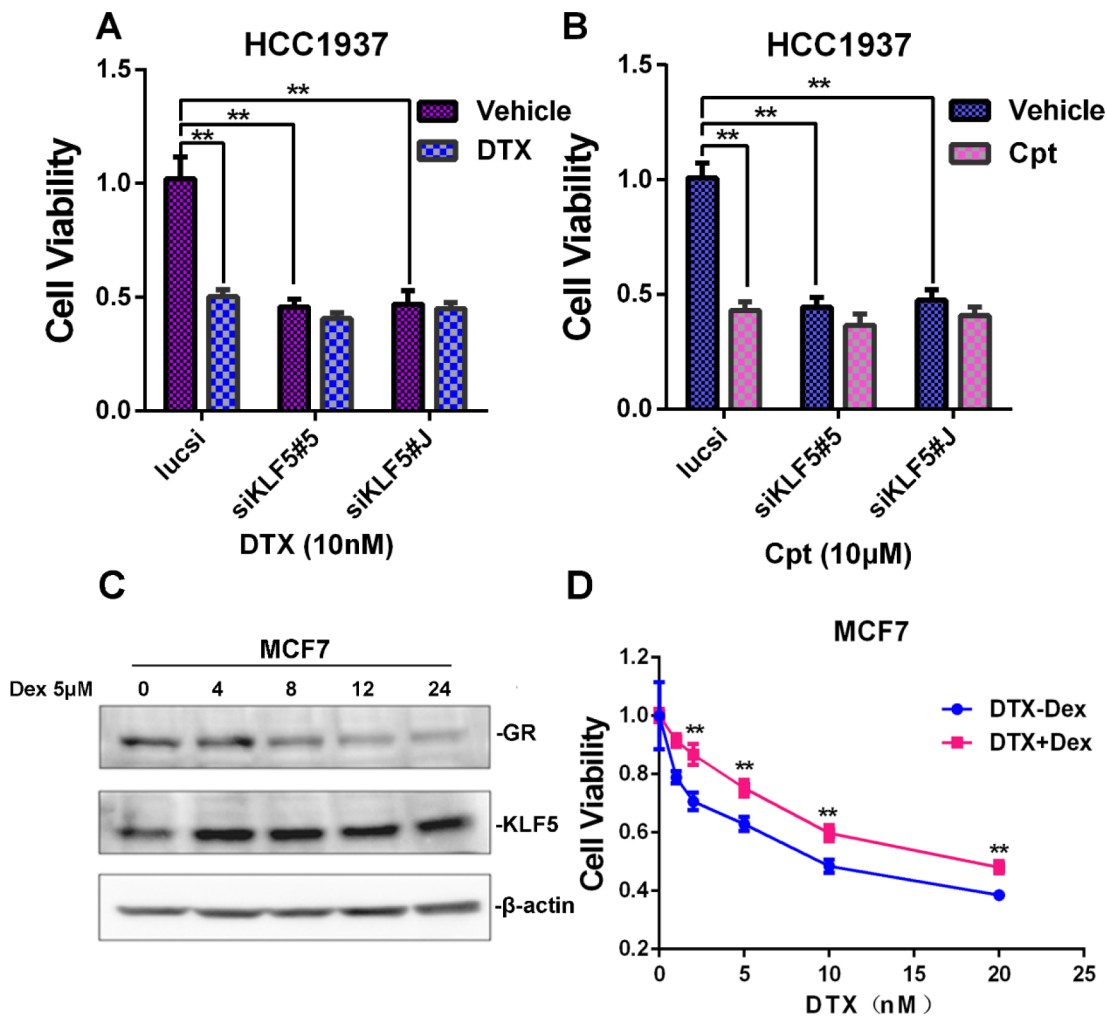 A
HCC1937
Cell Viability
1.5
1.0
0.5
0.0
**
**
**
Vehicle
DTX
lucsi
siKLF5#5
siKLF5#J
DTX (10nM)
B
HCC1937
Cell Viability
1.5
1.0
0.5
0.0
**
**
**
Vehicle
Cpt
lucsi
siKLF5#5
siKLF5#J
Cpt (10μM)
C
MCF7
Dex 5μM 0 4 8 12 24
-GR
-KLF5
-β-actin
D
MCF7
Cell Viability
1.2
1.0
0.8
0.6
0.4
0.2
**
**
**
**
DTX-Dex
DTX+Dex
0 5 10 15 20 25
DTX (nM)